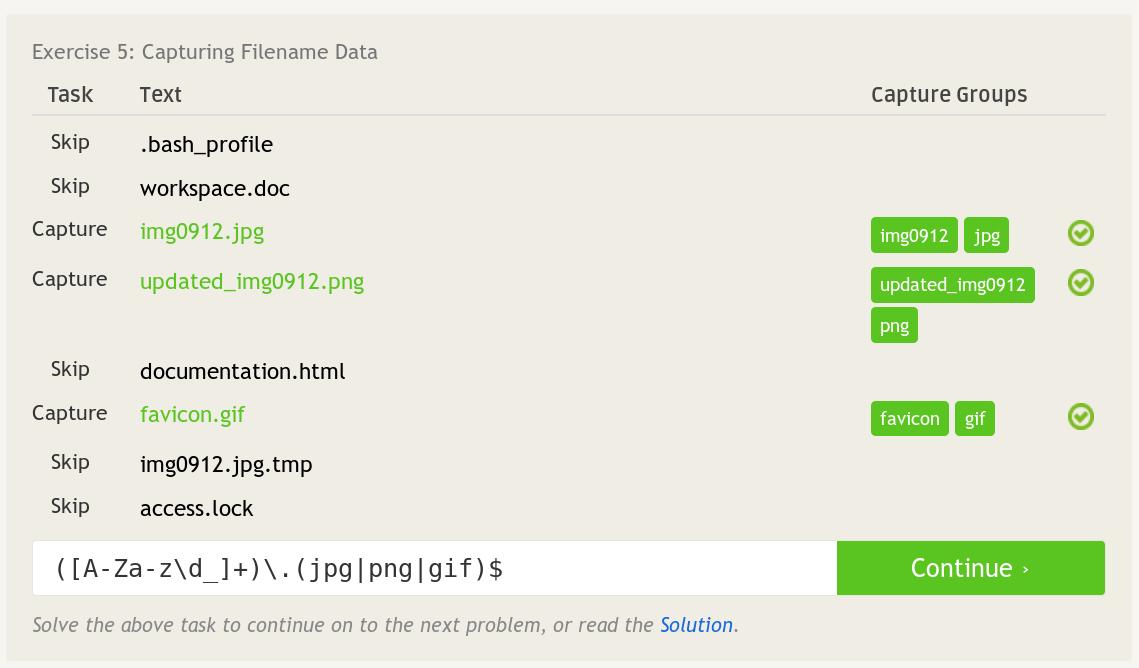 Exercise 5: Capturing Filename Data
Task Text Capture Groups
Skip .bash_profile
Skip workspace.doc
Capture img0912.jpg img0912 jpg
Capture updated_img0912.png updated_img0912
png
Skip documentation.html
Capture favicon.gif favicon gif
Skip img0912.jpg.tmp
Skip access.lock
([A-Za-z\d_]+)\.(jpg|png|gif)$ Continue ›
Solve the above task to continue on to the next problem, or read the Solution.